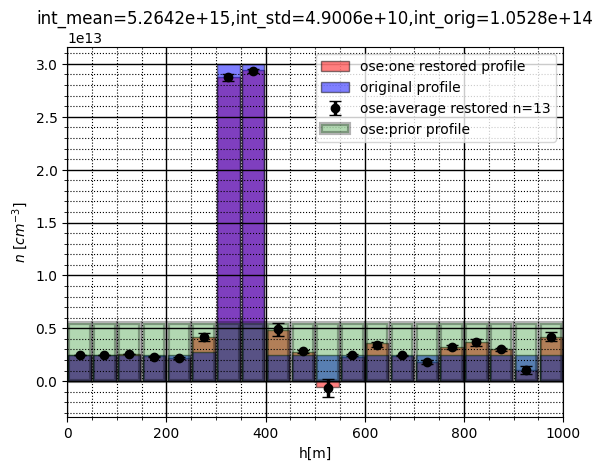 int_mean=5.2642e+15,int_std=4.9006e+10,int_orig=1.0528e+14
1e13
ose:one restored profile
original profile
ose:average restored n=13
ose:prior profile
3.0
2.5
2.0
1.5
1.0
0.5
0.0
n [cm⁻³]
0 200 400 600 800 1000
h[m]